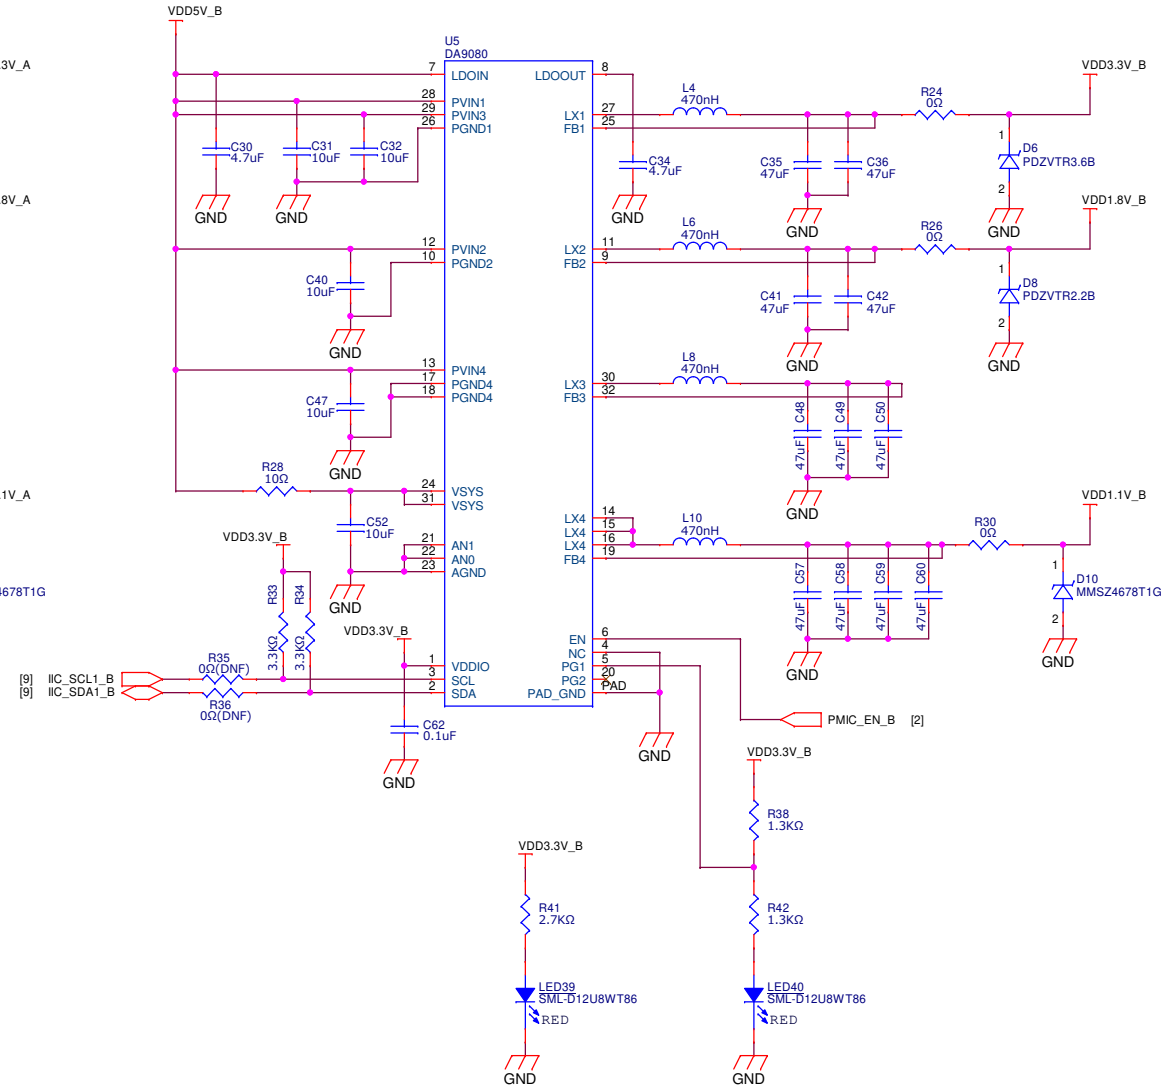 VDD5V_B
.3V_A
.8V_A
.1V_A
4678T1G
U5
DA9080
7 LDOIN
28 PVIN1
29 PVIN3
26 PGND1
C30
4.7uF
C31
10uF
C32
10uF
GND
GND
12 PVIN2
10 PGND2
C40
10uF
GND
13 PVIN4
17 PGND4
18 PGND4
C47
10uF
GND
R28
10Ω
24 VSYS
31 VSYS
C52
10uF
21 AN1
22 AN0
23 AGND
GND
VDD3.3V_B
R33
3.3KΩ
R34
3.3KΩ
VDD3.3V_B
1 VDDIO
3 SCL
2 SDA
[9] IIC_SCL1_B
[9] IIC_SDA1_B
R35
0Ω(DNF)
R36
0Ω(DNF)
C62
0.1uF
GND
LDOOUT 8
LX1 27
FB1 25
C34
4.7uF
GND
L4
470nH
C35
47uF
C36
47uF
GND
R24
0Ω
VDD3.3V_B
1
D6
PDZVTR3.6B
2
GND
LX2 11
FB2 9
L6
470nH
C41
47uF
C42
47uF
GND
R26
0Ω
VDD1.8V_B
1
D8
PDZVTR2.2B
2
GND
LX3 30
FB3 32
L8
470nH
C48
47uF
C49
47uF
C50
47uF
GND
LX4 14
LX4 15
LX4 16
FB4 19
L10
470nH
C57
47uF
C58
47uF
C59
47uF
C60
47uF
GND
R30
0Ω
VDD1.1V_B
1
D10
MMSZ4678T1G
2
GND
EN 6
NC 4
PG1 5
PG2 20
PAD_GND PAD
GND
PMIC_EN_B [2]
VDD3.3V_B
R38
1.3KΩ
R42
1.3KΩ
LED40
SML-D12U8WT86
RED
GND
VDD3.3V_B
R41
2.7KΩ
LED39
SML-D12U8WT86
RED
GND